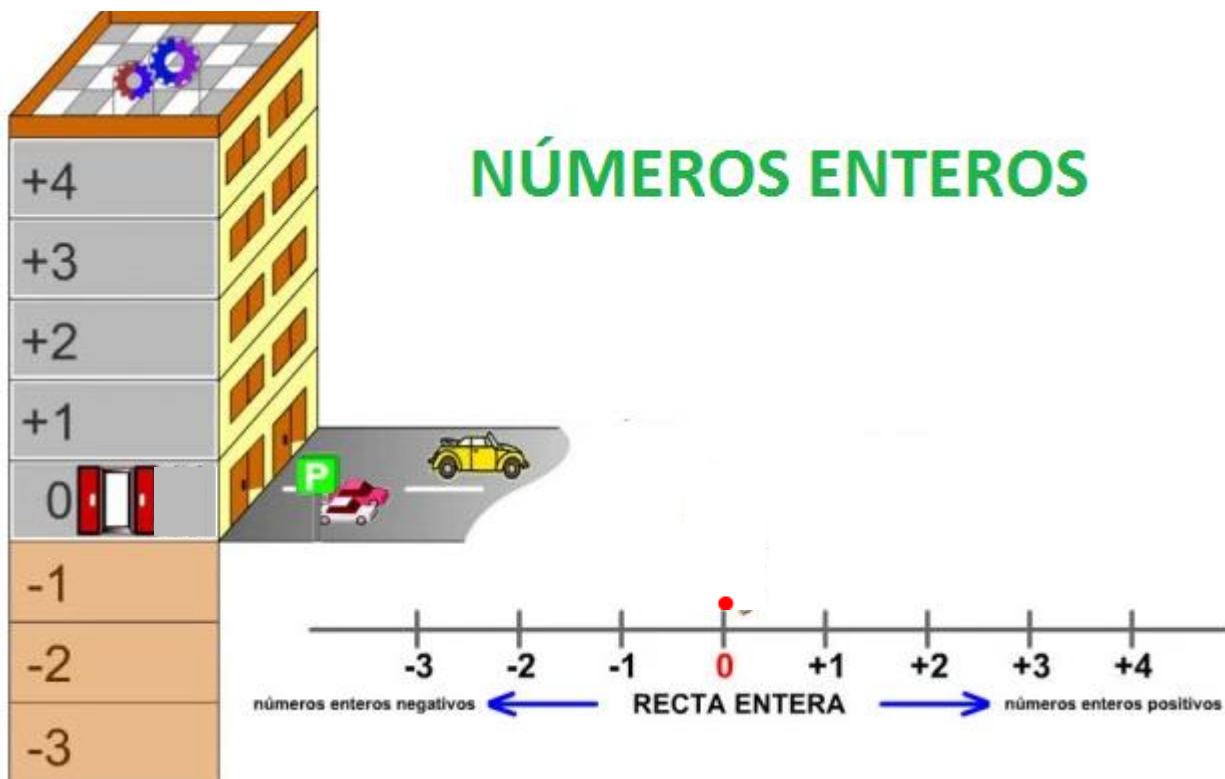 NÚMEROS ENTEROS
+4
+3
+2
+1
0
P
-1
-2
-3
-3 -2 -1 0 +1 +2 +3 +4
números enteros negativos RECTA ENTERA números enteros positivos